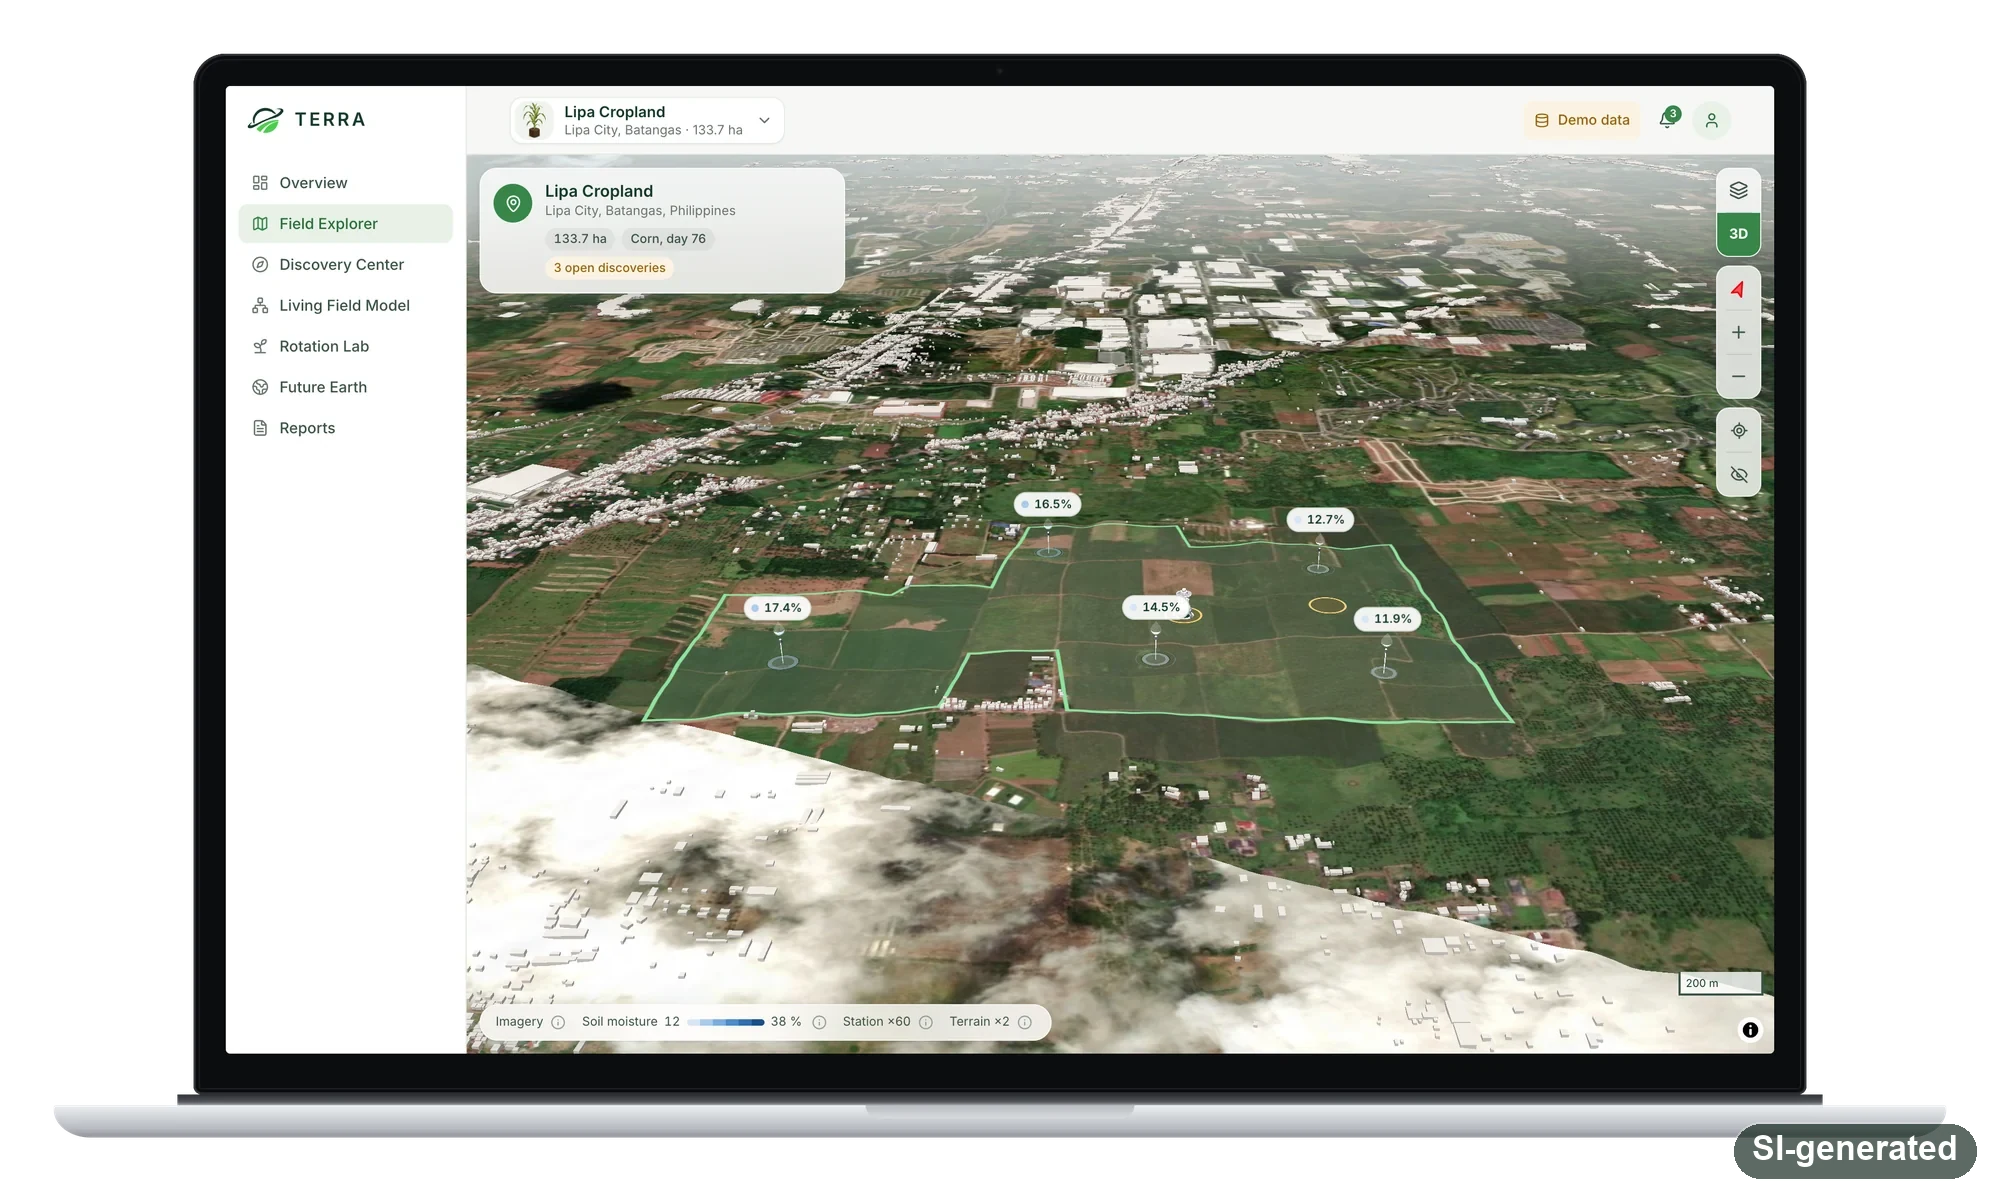 TERRA
Overview
Field Explorer
Discovery Center
Living Field Model
Rotation Lab
Future Earth
Reports
Lipa Cropland
Lipa City, Batangas · 133.7 ha
Demo data
3
Lipa Cropland
Lipa City, Batangas, Philippines
133.7 ha
Corn, day 76
3 open discoveries
3D
16.5%
12.7%
17.4%
14.5%
11.9%
200 m
Imagery
Soil moisture 12 38 %
Station ×60
Terrain ×2
SI-generated